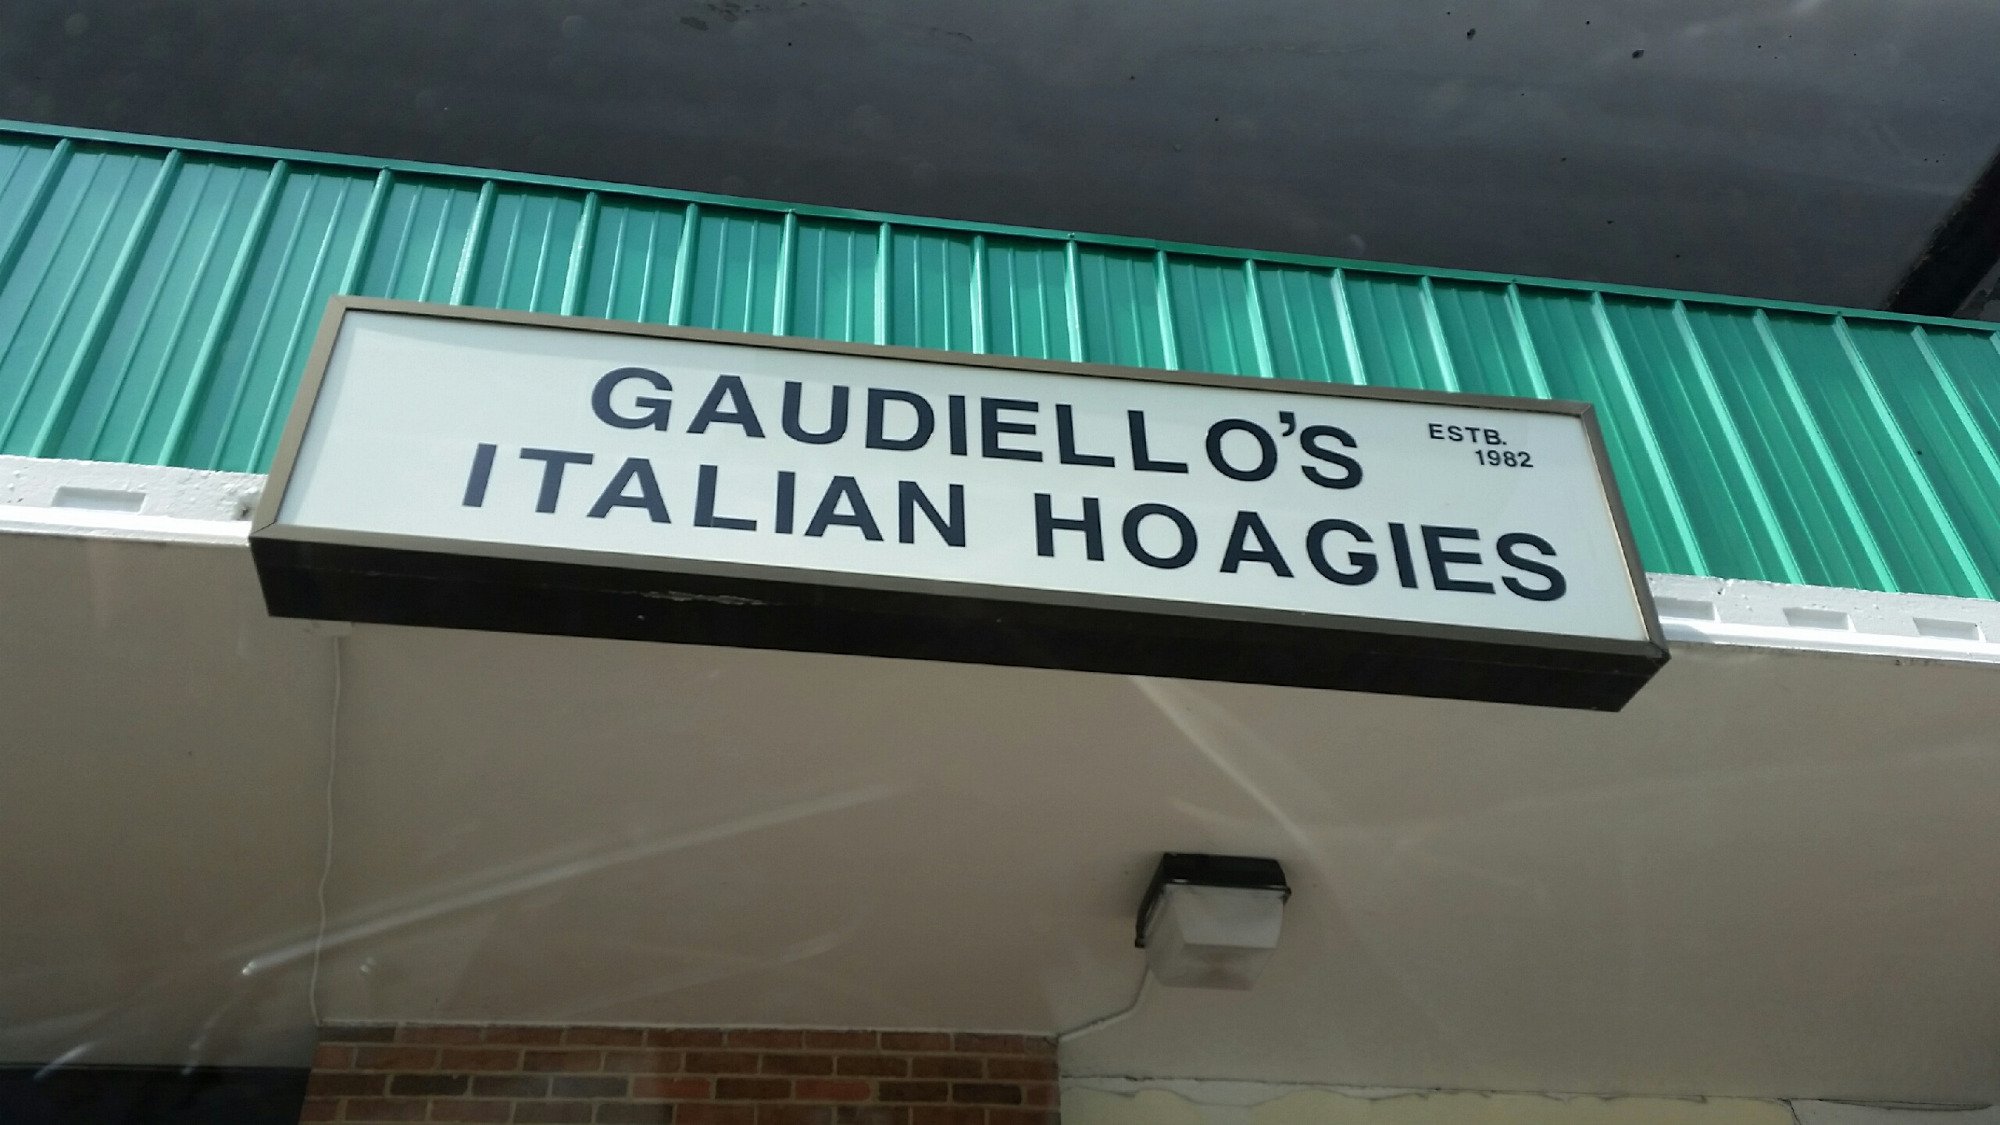 GAUDIELLO'S
ESTB.
1982
ITALIAN HOAGIES